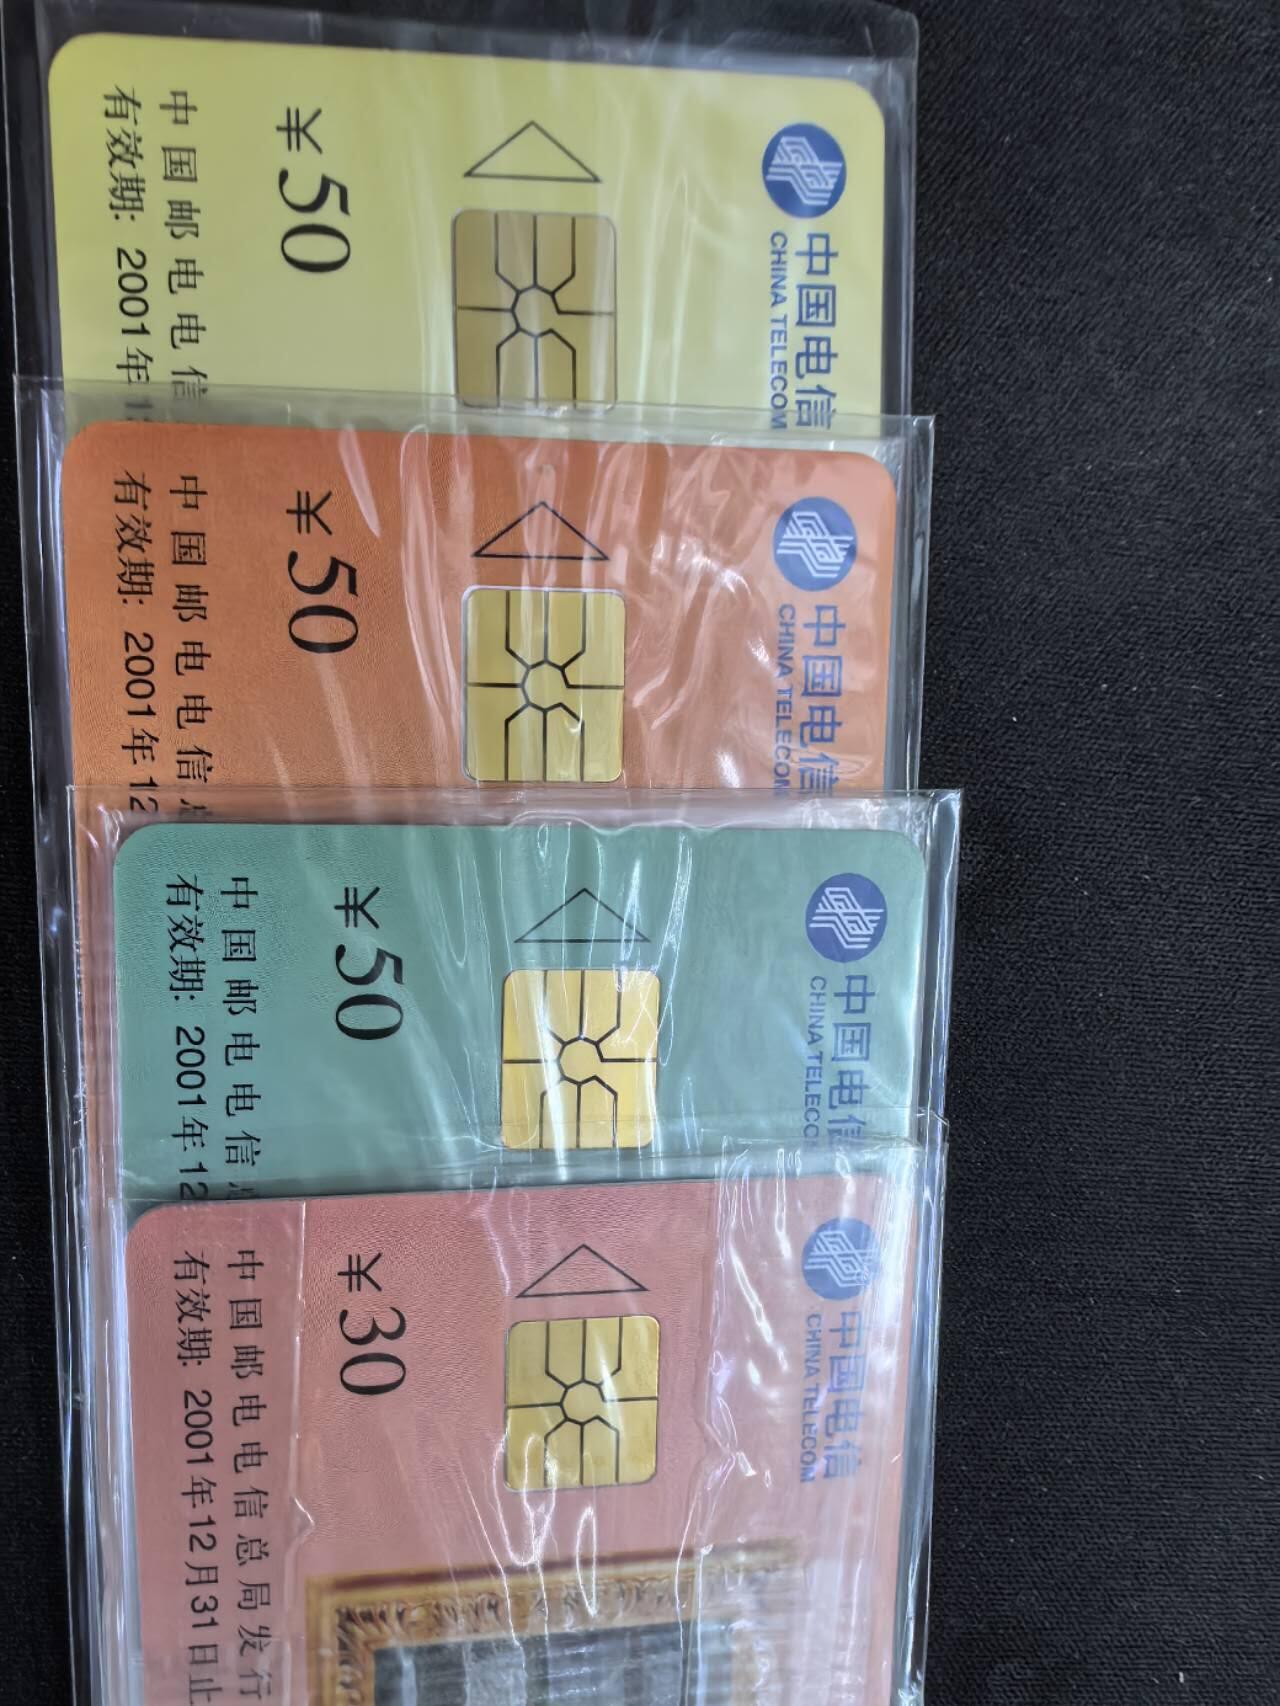 中国电信
CHINA TELECOM
¥50
中国邮电电信
有效期: 2001年1
中国电信
CHINA TELECOM
¥50
中国邮电电信
有效期: 2001年12
中国电信
CHINA TELECO
¥50
中国邮电电信
有效期: 2001年12
中国电信
CHINA TELECOM
¥30
中国邮电电信总局发行
有效期: 2001年12月31日止